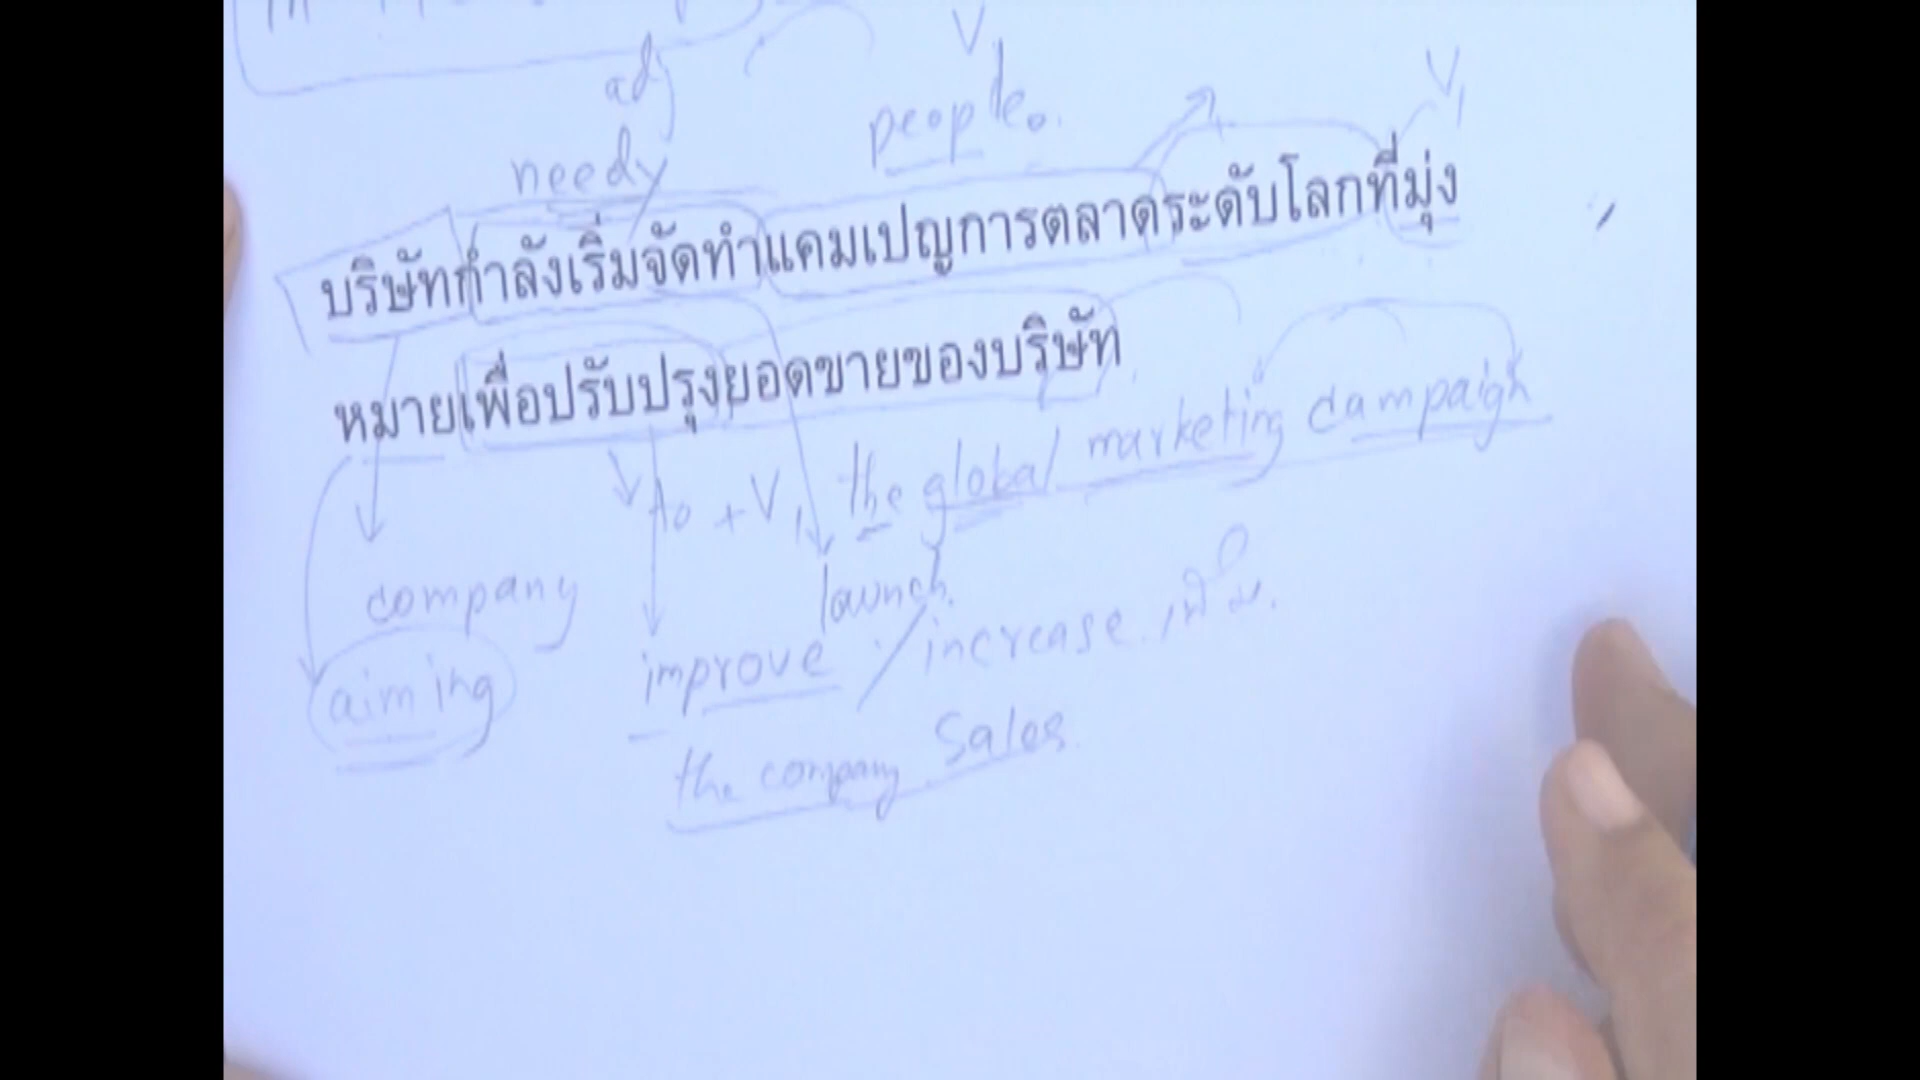 V
adj
people.
V1
needy
บริษัทกำลังเริ่มจัดทำแคมเปญการตลาดระดับโลกที่มุ่ง
หมายเพื่อปรับปรุงยอดขายของบริษัท
the global marketing campaign
to + V1
company
launch.
improve / increase เพิ่ม.
aiming
the company sales.